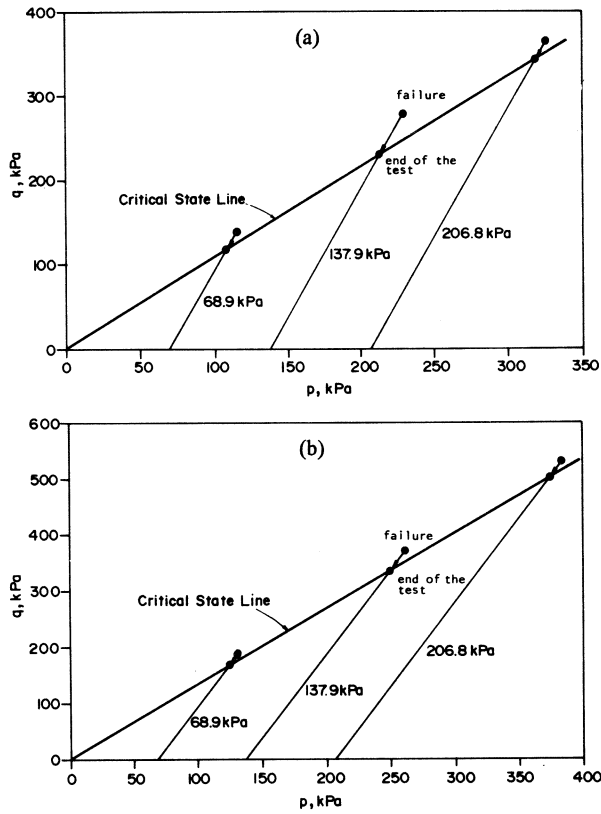 400
(a)
failure
300
end of the
test
q, kPa
200
Critical State Line
206.8 kPa
137.9 kPa
100
68.9 kPa
0
0
50
100
150
200
250
300
350
p, kPa
600
(b)
500
failure
400
end of the
test
q, kPa
300
Critical State Line
206.8 kPa
200
137.9 kPa
68.9 kPa
100
0
0
50
100
150
200
250
300
350
400
p, kPa